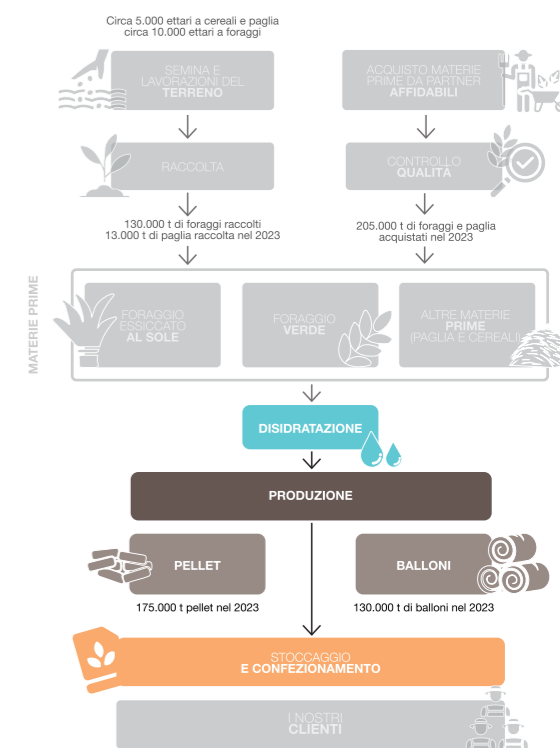 Circa 5.000 ettari a cereali e paglia
circa 10.000 ettari a foraggi
SEMINA E
LAVORAZIONI DEL
TERRENO
ACQUISTO MATERIE
PRIME DA PARTNER
AFFIDABILI
RACCOLTA
CONTROLLO
QUALITÀ
130.000 t di foraggi raccolti
13.000 t di paglia raccolta nel 2023
205.000 t di foraggi e paglia
acquistati nel 2023
MATERIE PRIME
FORAGGIO
ESSICCATO
AL SOLE
FORAGGIO
VERDE
ALTRE MATERIE
PRIME
(PAGLIA E CEREALI)
DISIDRATAZIONE
PRODUZIONE
PELLET
BALLONI
175.000 t pellet nel 2023
130.000 t di balloni nel 2023
STOCCAGGIO
E CONFEZIONAMENTO
I NOSTRI
CLIENTI